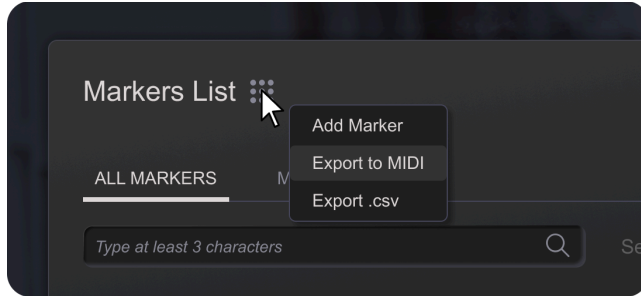 Markers List
Add Marker
Export to MIDI
ALL MARKERS
Export .csv
Type at least 3 characters